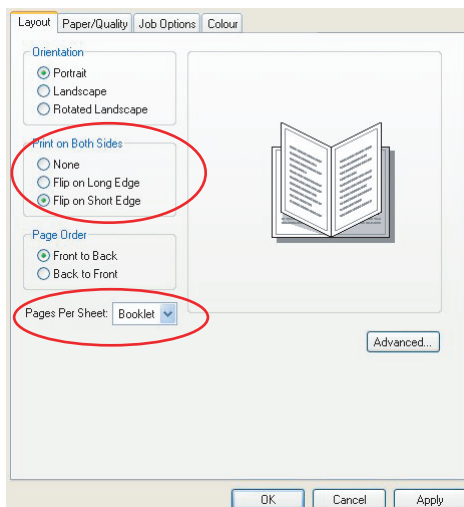 Layout Paper/Quality Job Options Colour
Orientation
Portrait
Landscape
Rotated Landscape
Print on Both Sides
None
Flip on Long Edge
Flip on Short Edge
Page Order
Front to Back
Back to Front
Pages Per Sheet: Booklet
Advanced...
OK Cancel Apply